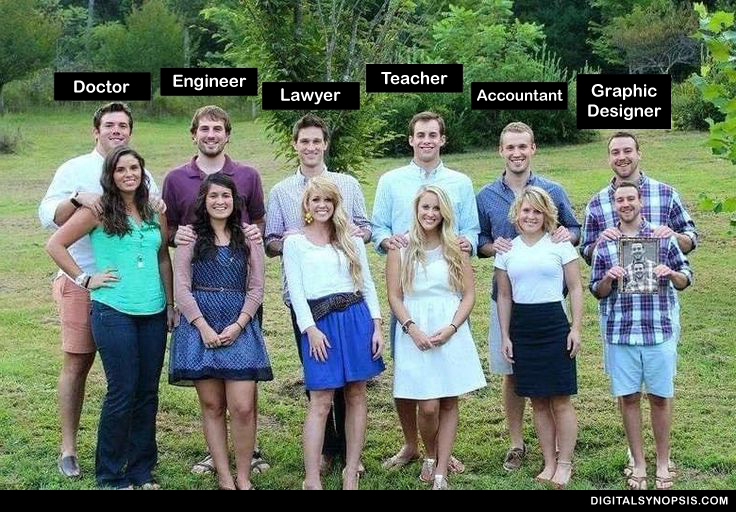 Doctor
Engineer
Lawyer
Teacher
Accountant
Graphic
Designer
DIGITALSYNOPSIS.COM